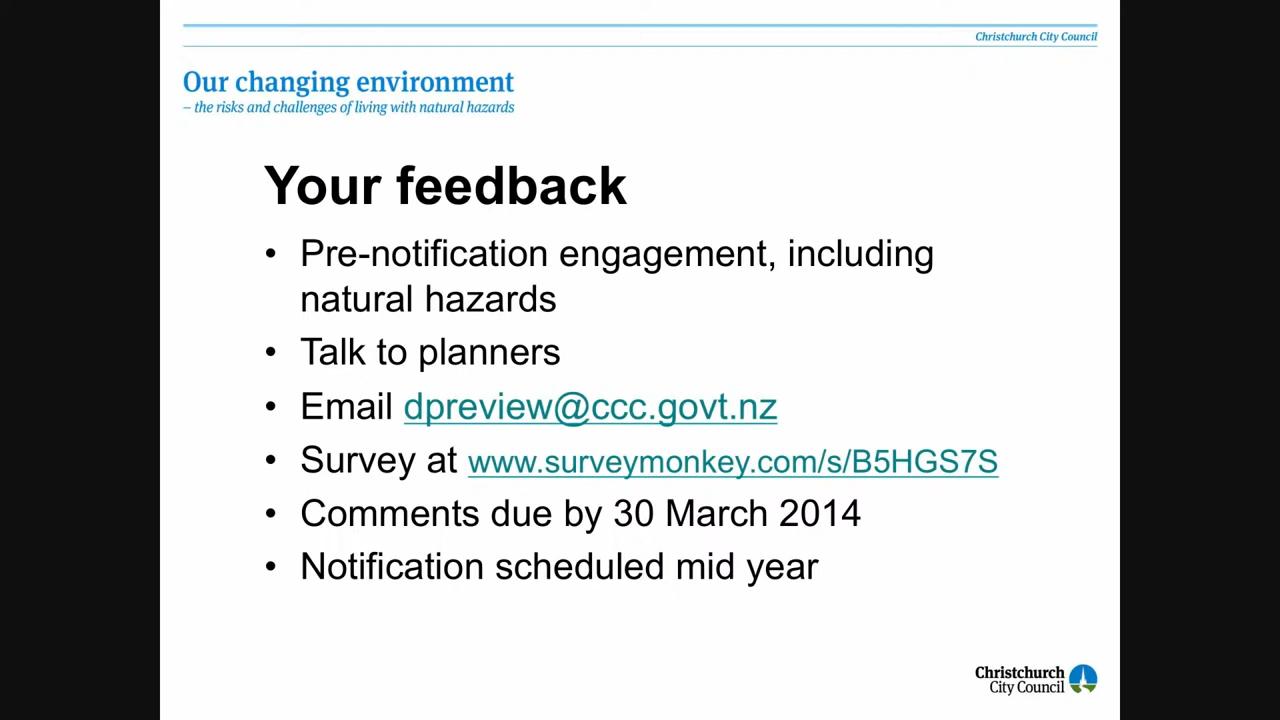 Christchurch City Council
Our changing environment
– the risks and challenges of living with natural hazards
Your feedback
• Pre-notification engagement, including
natural hazards
• Talk to planners
• Email dpreview@ccc.govt.nz
• Survey at www.surveymonkey.com/s/B5HGS7S
• Comments due by 30 March 2014
• Notification scheduled mid year
Christchurch
City Council